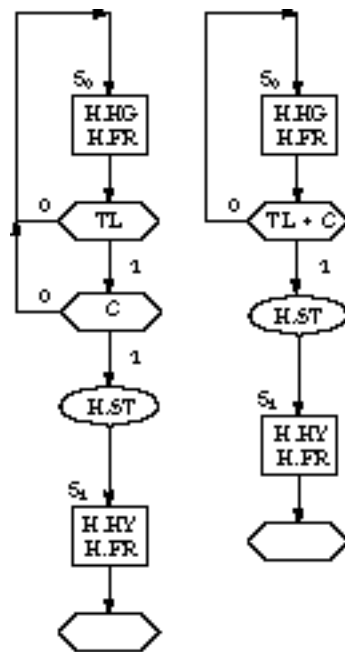 S₀
H.HG
H.FR
0
TL
1
0
C
1
H.ST
S₁
H.HY
H.FR
S₀
H.HG
H.FR
0
TL + C
1
H.ST
S₁
H.HY
H.FR